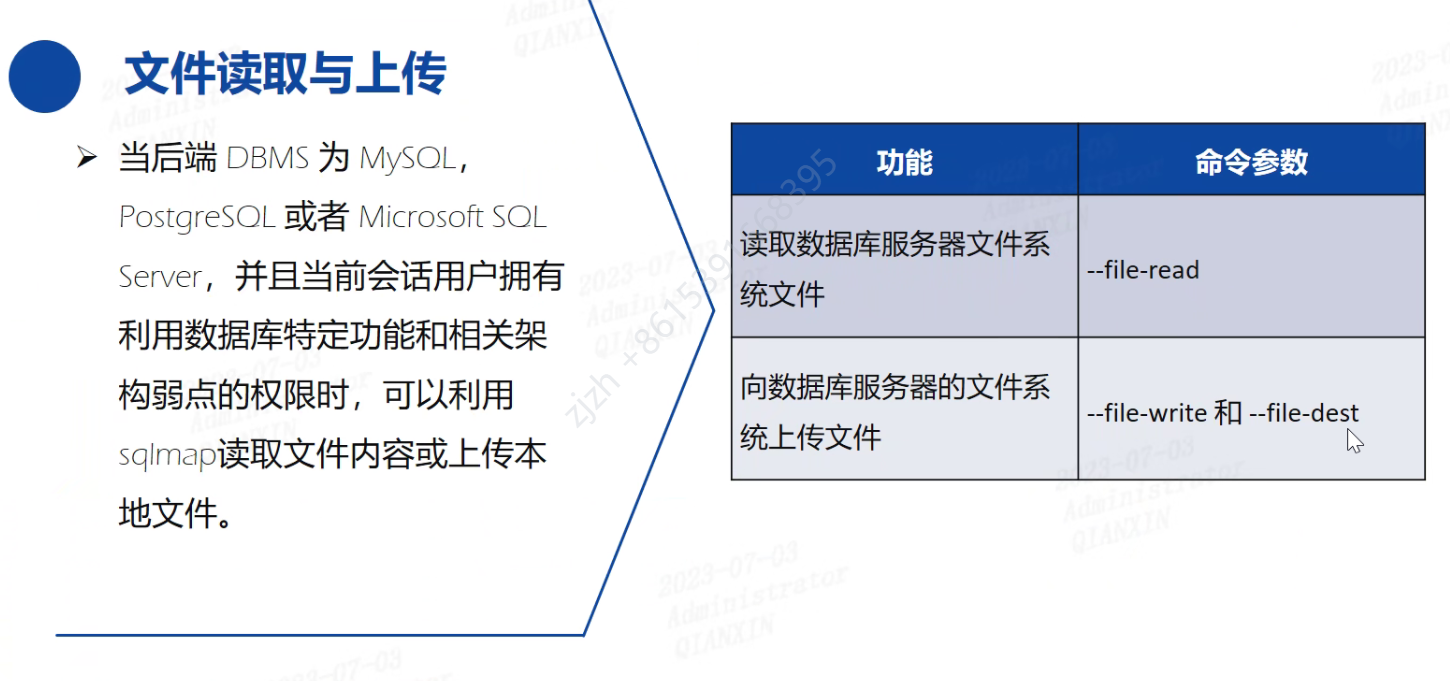 文件读取与上传
当后端 DBMS 为 MySQL，
PostgreSQL 或者 Microsoft SQL
Server，并且当前会话用户拥有
利用数据库特定功能和相关架
构弱点的权限时，可以利用
sqlmap读取文件内容或上传本
地文件。
功能
命令参数
读取数据库服务器文件系
统文件
--file-read
向数据库服务器的文件系
统上传文件
--file-write 和 --file-dest
2023-07-03
Administrator
QIANXIN
2023-07-03
Administrator
QIANXIN